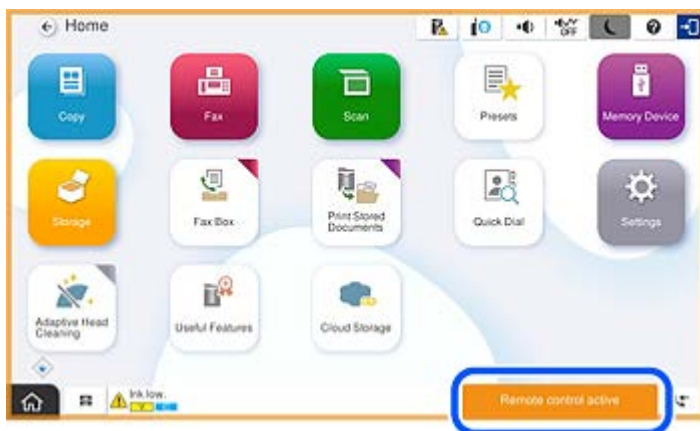 Home
OFF
Copy
Fax
Scan
Presets
Memory Device
Storage
Fax Box
Print Stored
Documents
Quick Dial
Settings
Adaptive Head
Cleaning
Useful Features
Cloud Storage
Ink low.
Y C
Remote control active